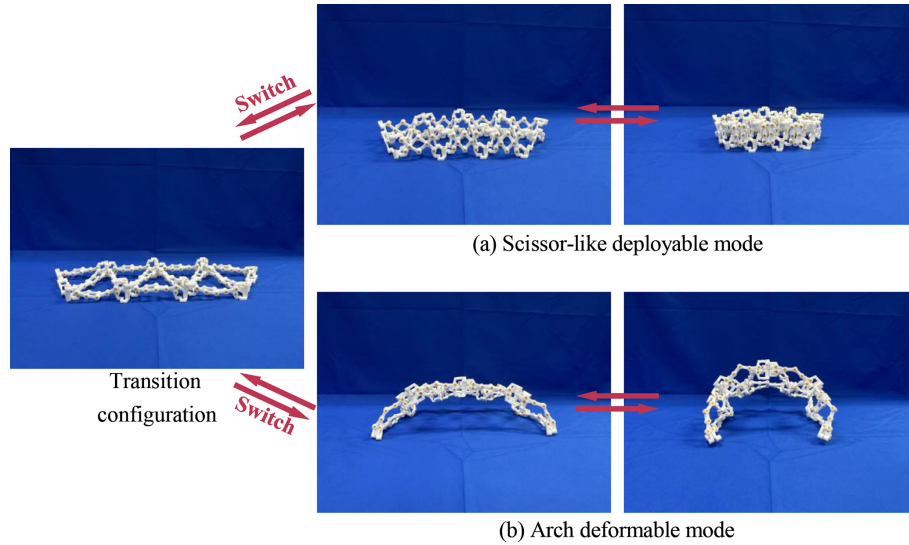 Switch
(a) Scissor-like deployable mode
Transition
configuration
Switch
(b) Arch deformable mode